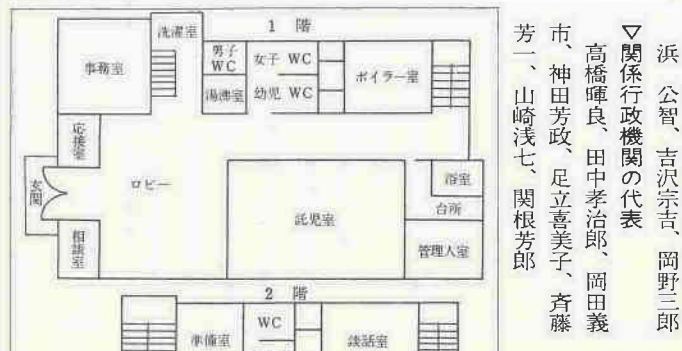 浜　公智、吉沢宗吉、岡野三郎
▽関係行政機関の代表
高橋暉良、田中孝治郎、岡田義
市、神田芳政、足立喜美子、斉藤
芳一、山崎浅七、関根芳郎
1 階
洗濯室
事務室
男子
WC
女子 WC
湯沸室
幼児 WC
ボイラー室
応接室
玄関
ロビー
相談室
託児室
浴室
台所
管理人室
2 階
準備室
WC
談話室